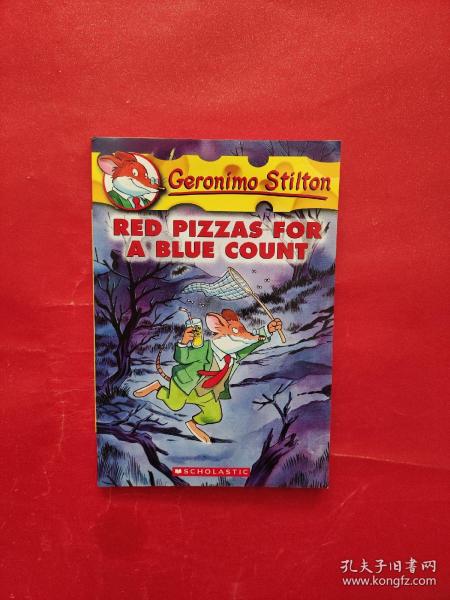 Geronimo Stilton
RED PIZZAS FOR
A BLUE COUNT
SCHOLASTIC
孔夫子旧书网
www.kongfz.com